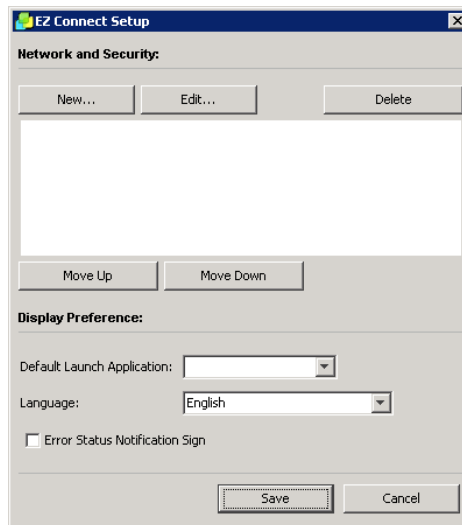 EZ Connect Setup
Network and Security:
New... Edit... Delete
Move Up Move Down
Display Preference:
Default Launch Application:
Language: English
Error Status Notification Sign
Save Cancel